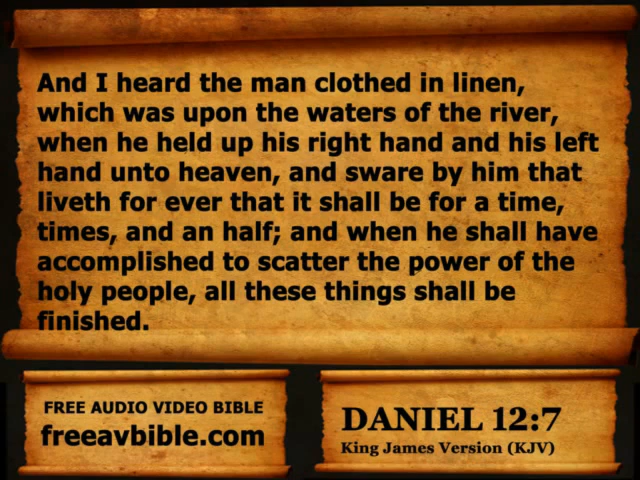 And I heard the man clothed in linen,
which was upon the waters of the river,
when he held up his right hand and his left
hand unto heaven, and sware by him that
liveth for ever that it shall be for a time,
times, and an half; and when he shall have
accomplished to scatter the power of the
holy people, all these things shall be
finished.
FREE AUDIO VIDEO BIBLE
freeavbible.com
DANIEL 12:7
King James Version (KJV)